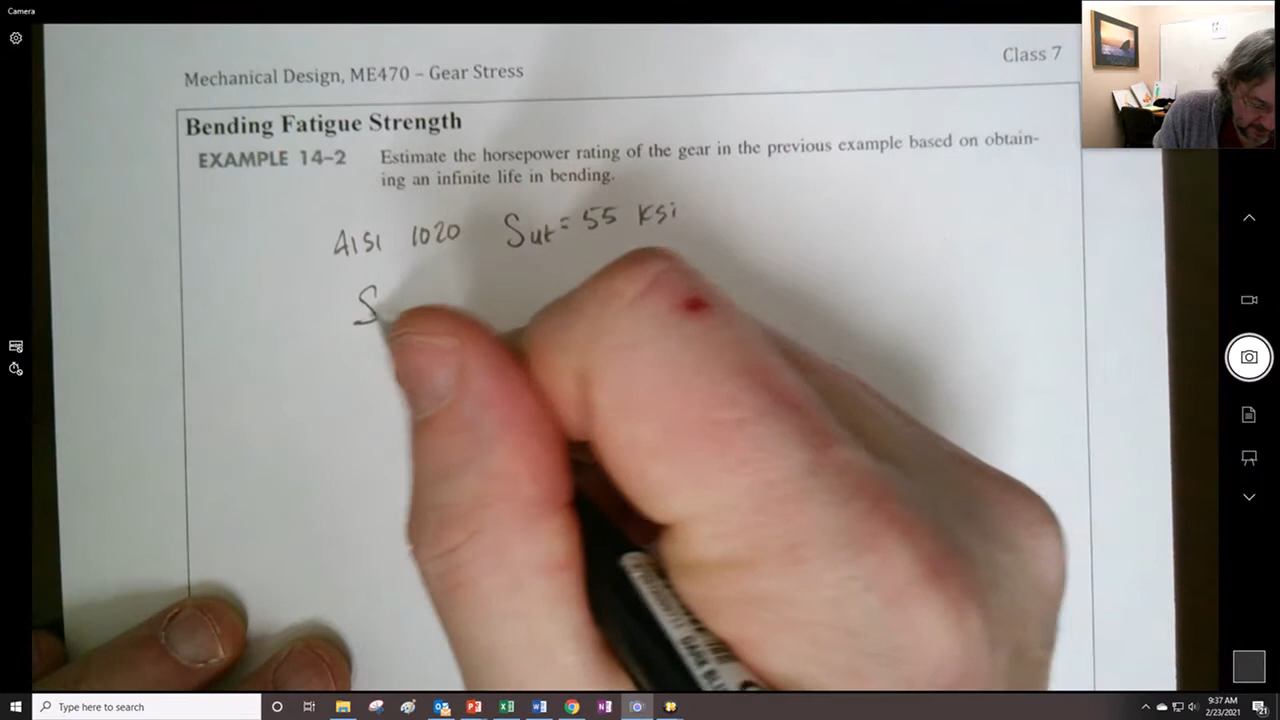 Camera
Mechanical Design, ME470 – Gear Stress
Class 7
Bending Fatigue Strength
EXAMPLE 14–2 Estimate the horsepower rating of the gear in the previous example based on obtain-
ing an infinite life in bending.
AISI 1020 Sut = 55 ksi
S
Type here to search
9:37 AM
2/23/2021
21